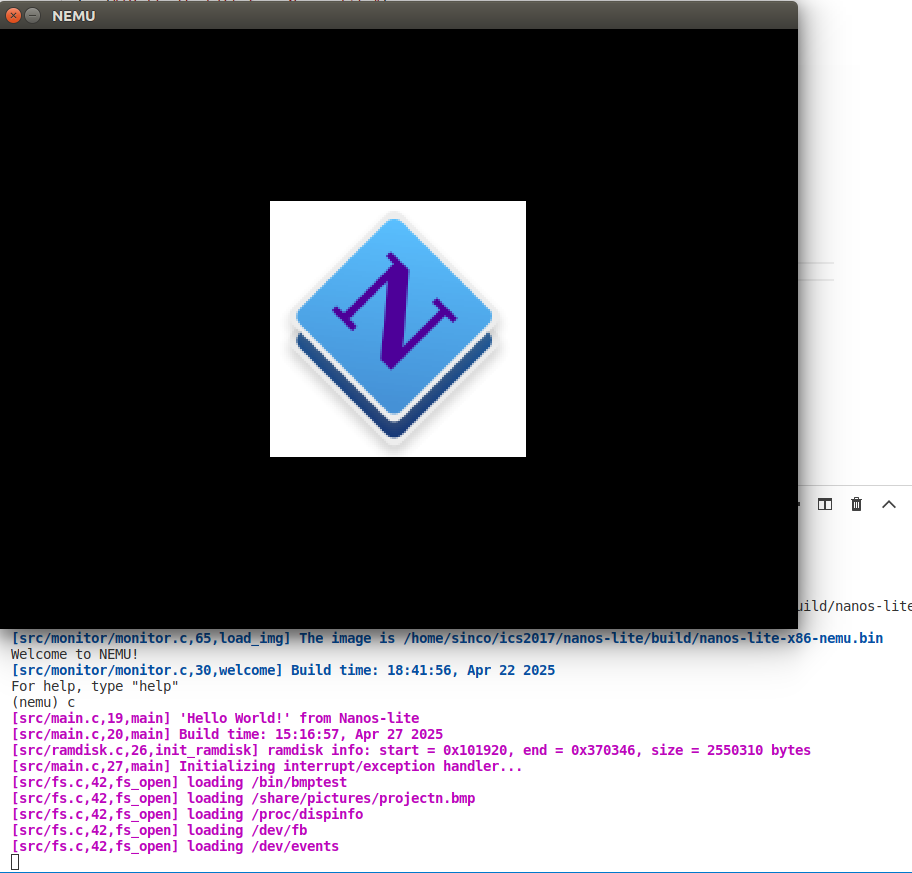 NEMU
N
uild/nanos-lite
[src/monitor/monitor.c,65,load_img] The image is /home/sinco/ics2017/nanos-lite/build/nanos-lite-x86-nemu.bin
Welcome to NEMU!
[src/monitor/monitor.c,30,welcome] Build time: 18:41:56, Apr 22 2025
For help, type "help"
(nemu) c
[src/main.c,19,main] 'Hello World!' from Nanos-lite
[src/main.c,20,main] Build time: 15:16:57, Apr 27 2025
[src/ramdisk.c,26,init_ramdisk] ramdisk info: start = 0x101920, end = 0x370346, size = 2550310 bytes
[src/main.c,27,main] Initializing interrupt/exception handler...
[src/fs.c,42,fs_open] loading /bin/bmptest
[src/fs.c,42,fs_open] loading /share/pictures/projectn.bmp
[src/fs.c,42,fs_open] loading /proc/dispinfo
[src/fs.c,42,fs_open] loading /dev/fb
[src/fs.c,42,fs_open] loading /dev/events